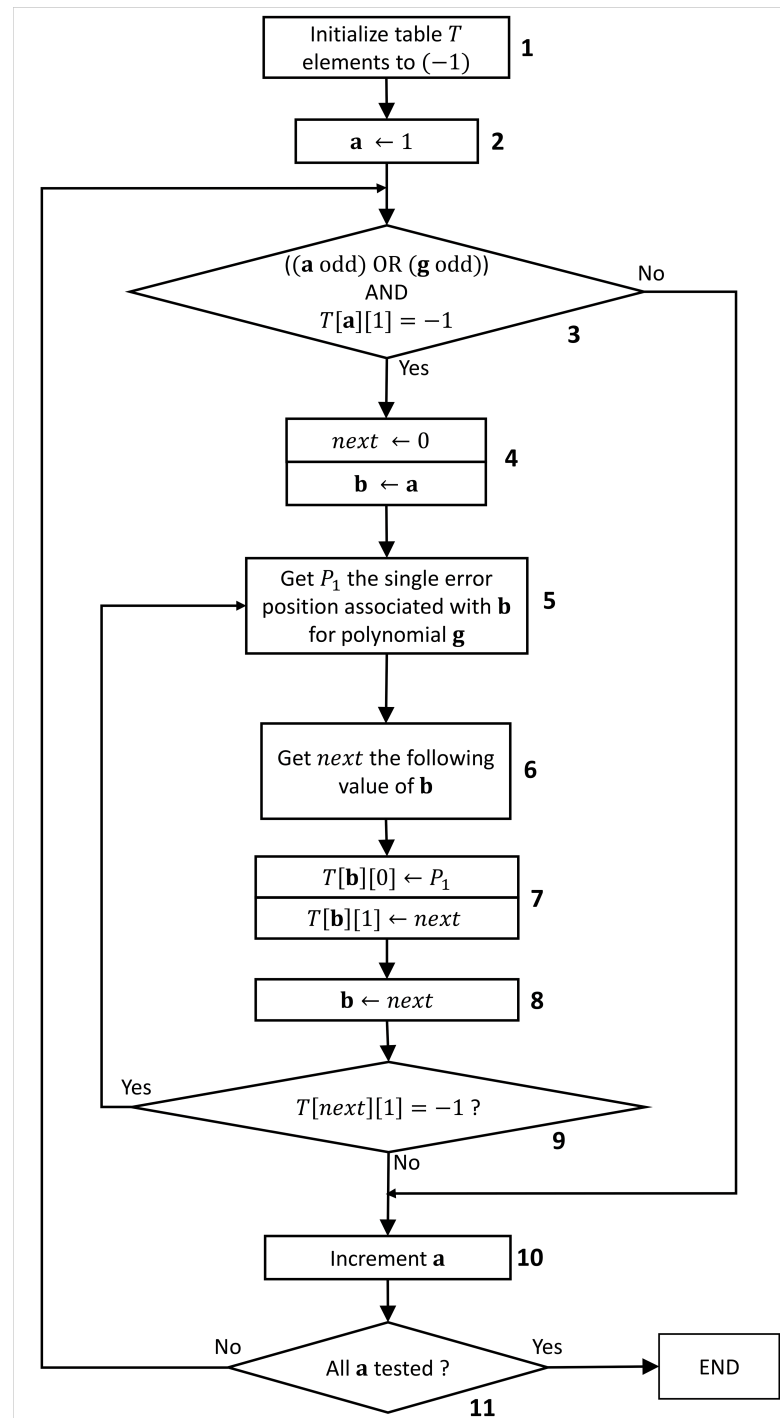 Initialize table T
elements to (−1)
1
a ← 1
2
((a odd) OR (g odd))
AND
T[a][1] = −1
No
3
Yes
next ← 0
b ← a
4
Get P₁ the single error
position associated with b
for polynomial g
5
Get next the following
value of b
6
T[b][0] ← P₁
T[b][1] ← next
7
b ← next
8
Yes
T[next][1] = −1 ?
9
No
Increment a
10
No
All a tested ?
Yes
END
11